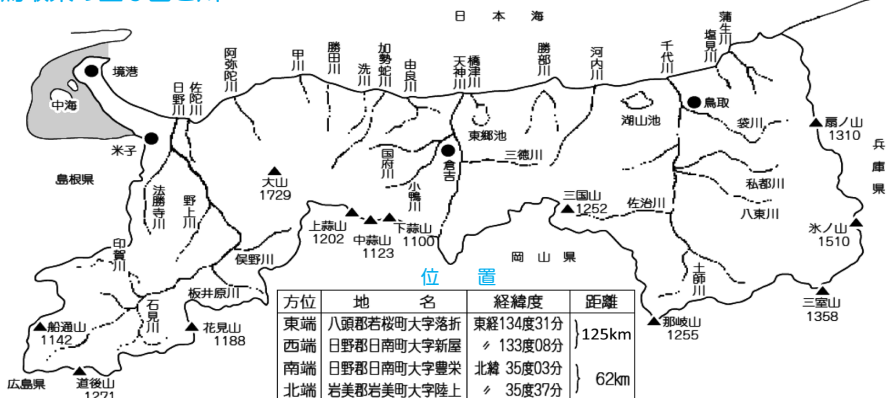 日本海
蒲生川
塩見川
千代川
河内川
勝部川
橋津川
天神川
由良川
加勢蛇川
洗川
勝田川
甲川
阿弥陀川
佐陀川
日野川
境港
中海
米子
島根県
大山
1729
法勝寺川
野上川
印賀川
俣野川
板井原川
石見川
船通山
1142
花見山
1188
広島県
道後山
1271
上蒜山
1202
中蒜山
1123
下蒜山
1100
国府川
小鴨川
倉吉
東郷池
三徳川
湖山池
鳥取
袋川
扇ノ山
1310
兵庫県
私都川
八東川
氷ノ山
1510
三国山
1252
佐治川
土師川
岡山県
那岐山
1255
三室山
1358
位置
方位 地名 経緯度 距離
東端 八頭郡若桜町大字落折 東経134度31分
西端 日野郡日南町大字新屋 〃 133度08分
125km
南端 日野郡日南町大字豊栄 北緯 35度03分
北端 岩美郡岩美町大字陸上 〃 35度37分
62km